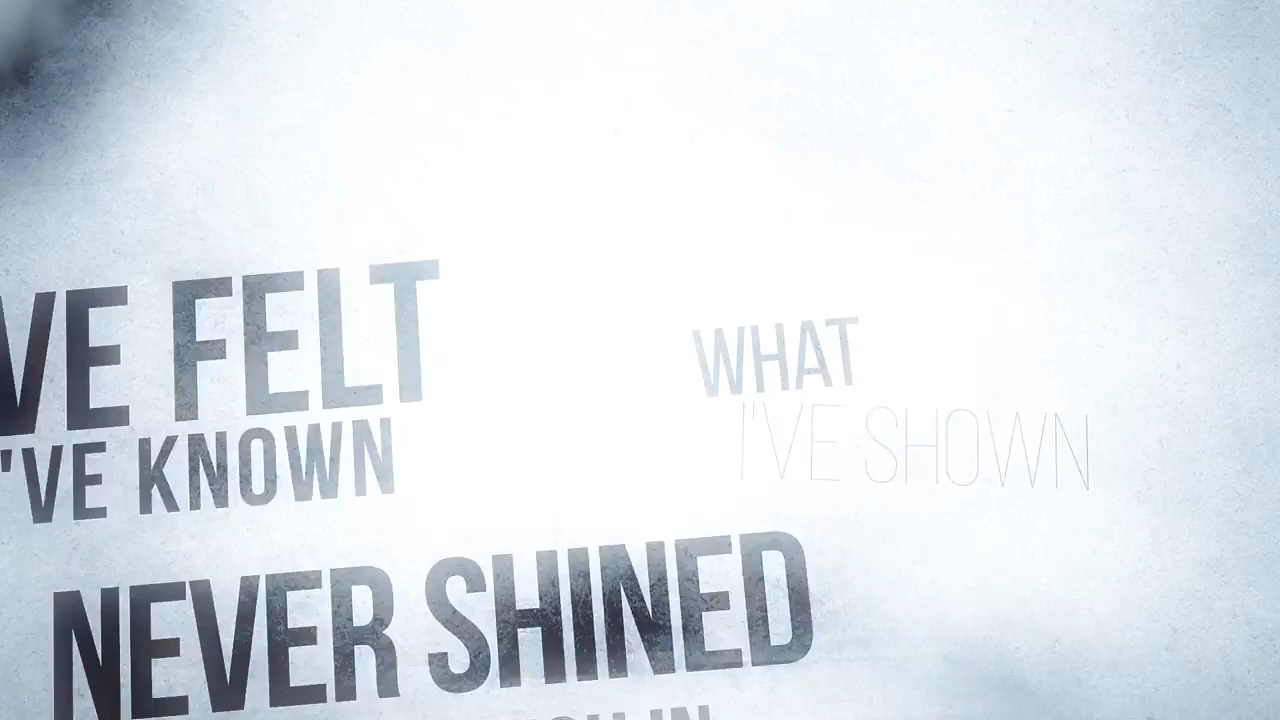 VE FELT
'VE KNOWN
WHAT
I'VE SHOWN
NEVER SHINED